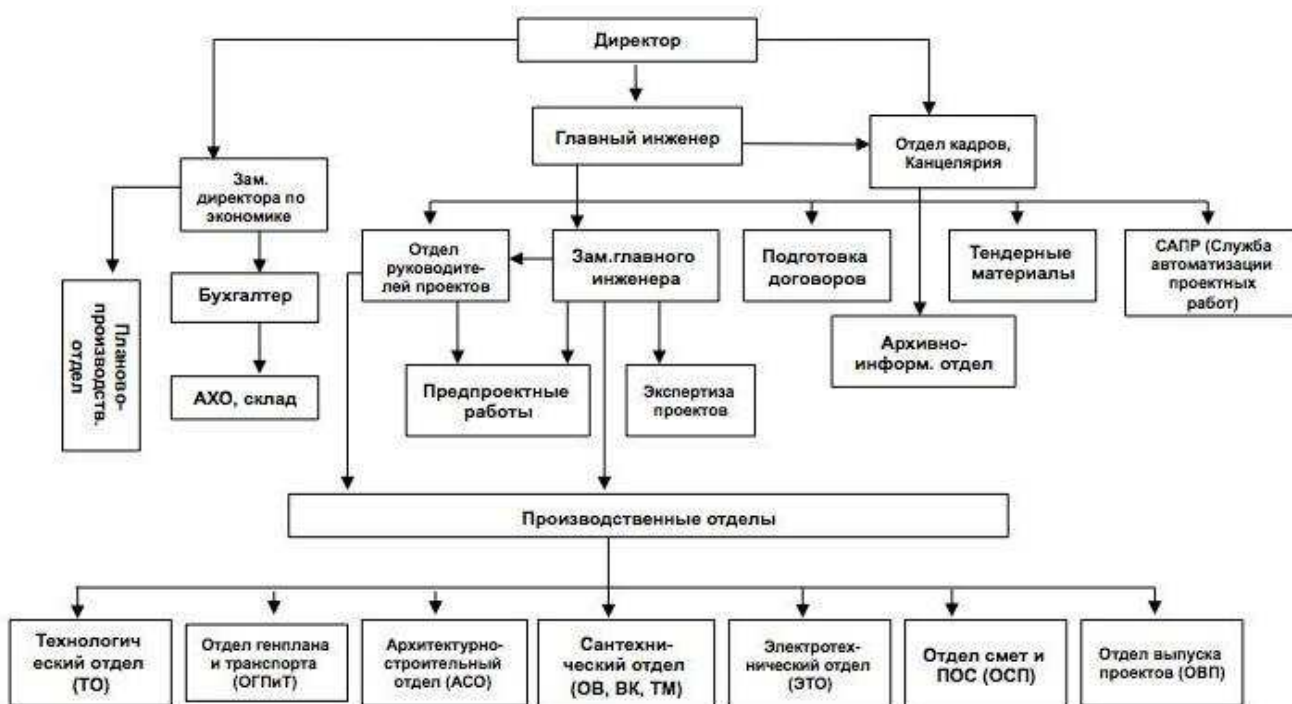 Директор
Главный инженер
Отдел кадров,
Канцелярия
Зам.
директора по
экономике
Отдел
руководите-
лей проектов
Зам.главного
инженера
Подготовка
договоров
Тендерные
материалы
САПР (Служба
автоматизации
проектных
работ)
Бухгалтер
Планово-
производств.
отдел
Архивно-
информ. отдел
АХО, склад
Предпроектные
работы
Экспертиза
проектов
Производственные отделы
Технологич
еский отдел
(ТО)
Отдел генплана
и транспорта
(ОГПиТ)
Архитектурно-
строительный
отдел (АСО)
Сантехни-
ческий отдел
(ОВ, ВК, ТМ)
Электротех-
нический отдел
(ЭТО)
Отдел смет и
ПОС (ОСП)
Отдел выпуска
проектов (ОВП)